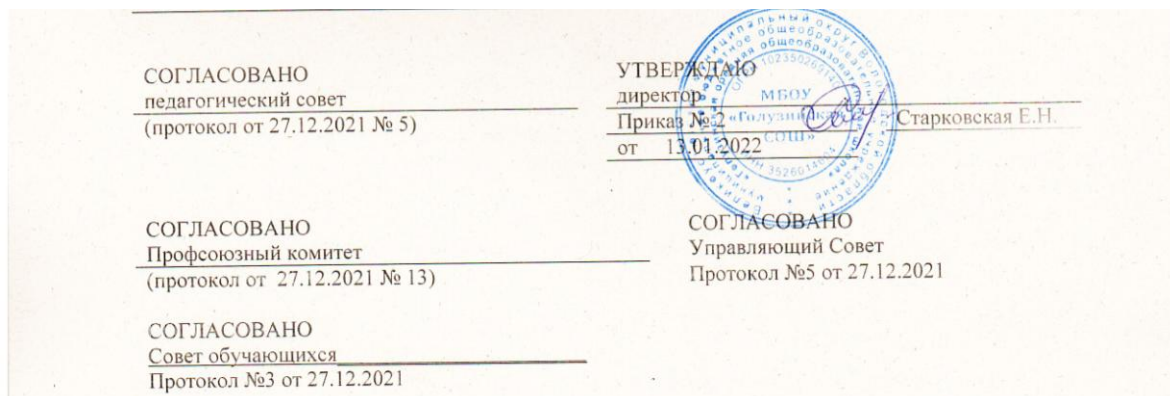 СОГЛАСОВАНО
педагогический совет
(протокол от 27.12.2021 № 5)
УТВЕРЖДАЮ
директор
Приказ № 2 Старковская Е.Н.
от 13.01.2022
МБОУ
СОШ»
СОГЛАСОВАНО
Профсоюзный комитет
(протокол от 27.12.2021 № 13)
СОГЛАСОВАНО
Управляющий Совет
Протокол №5 от 27.12.2021
СОГЛАСОВАНО
Совет обучающихся
Протокол №3 от 27.12.2021